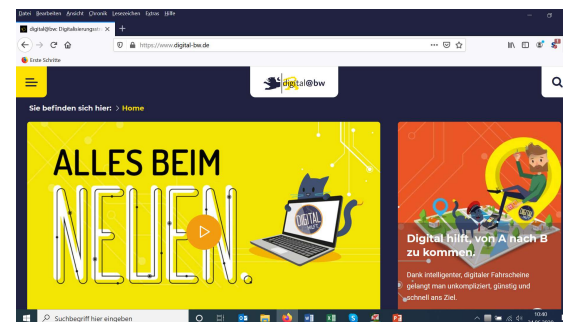 Datei Bearbeiten Ansicht Chronik Lesezeichen Extras Hilfe
digital@bw: Digitalisierungsstr
https://www.digital-bw.de
Erste Schritte
digital@bw
Sie befinden sich hier: > Home
ALLES BEIM
NEUEN.
DIGITAL
Digital hilft, von A nach B
zu kommen.
Dank intelligenter, digitaler Fahrscheine
gelangt man unkompliziert, günstig und
schnell ans Ziel.
Suchbegriff hier eingeben
10:40